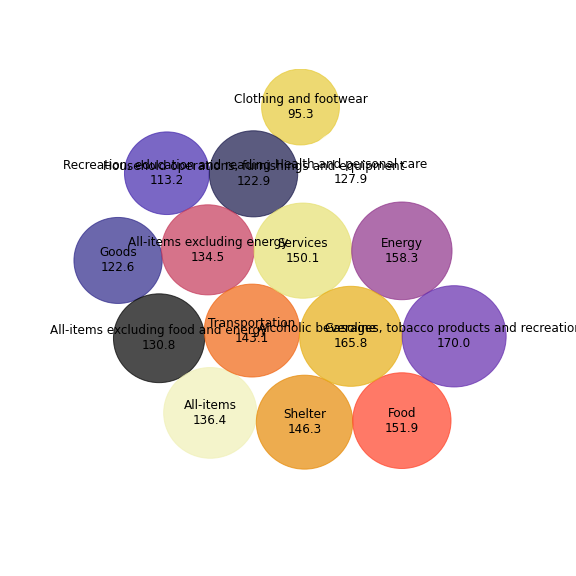 Clothing and footwear
95.3
Recreation, education and reading
113.2
Household operations, furnishings and equipment
122.9
Health and personal care
127.9
Goods
122.6
All-items excluding energy
134.5
Services
150.1
Energy
158.3
All-items excluding food and energy
130.8
Transportation
143.1
Gasoline
165.8
Alcoholic beverages, tobacco products and recreation
170.0
All-items
136.4
Shelter
146.3
Food
151.9